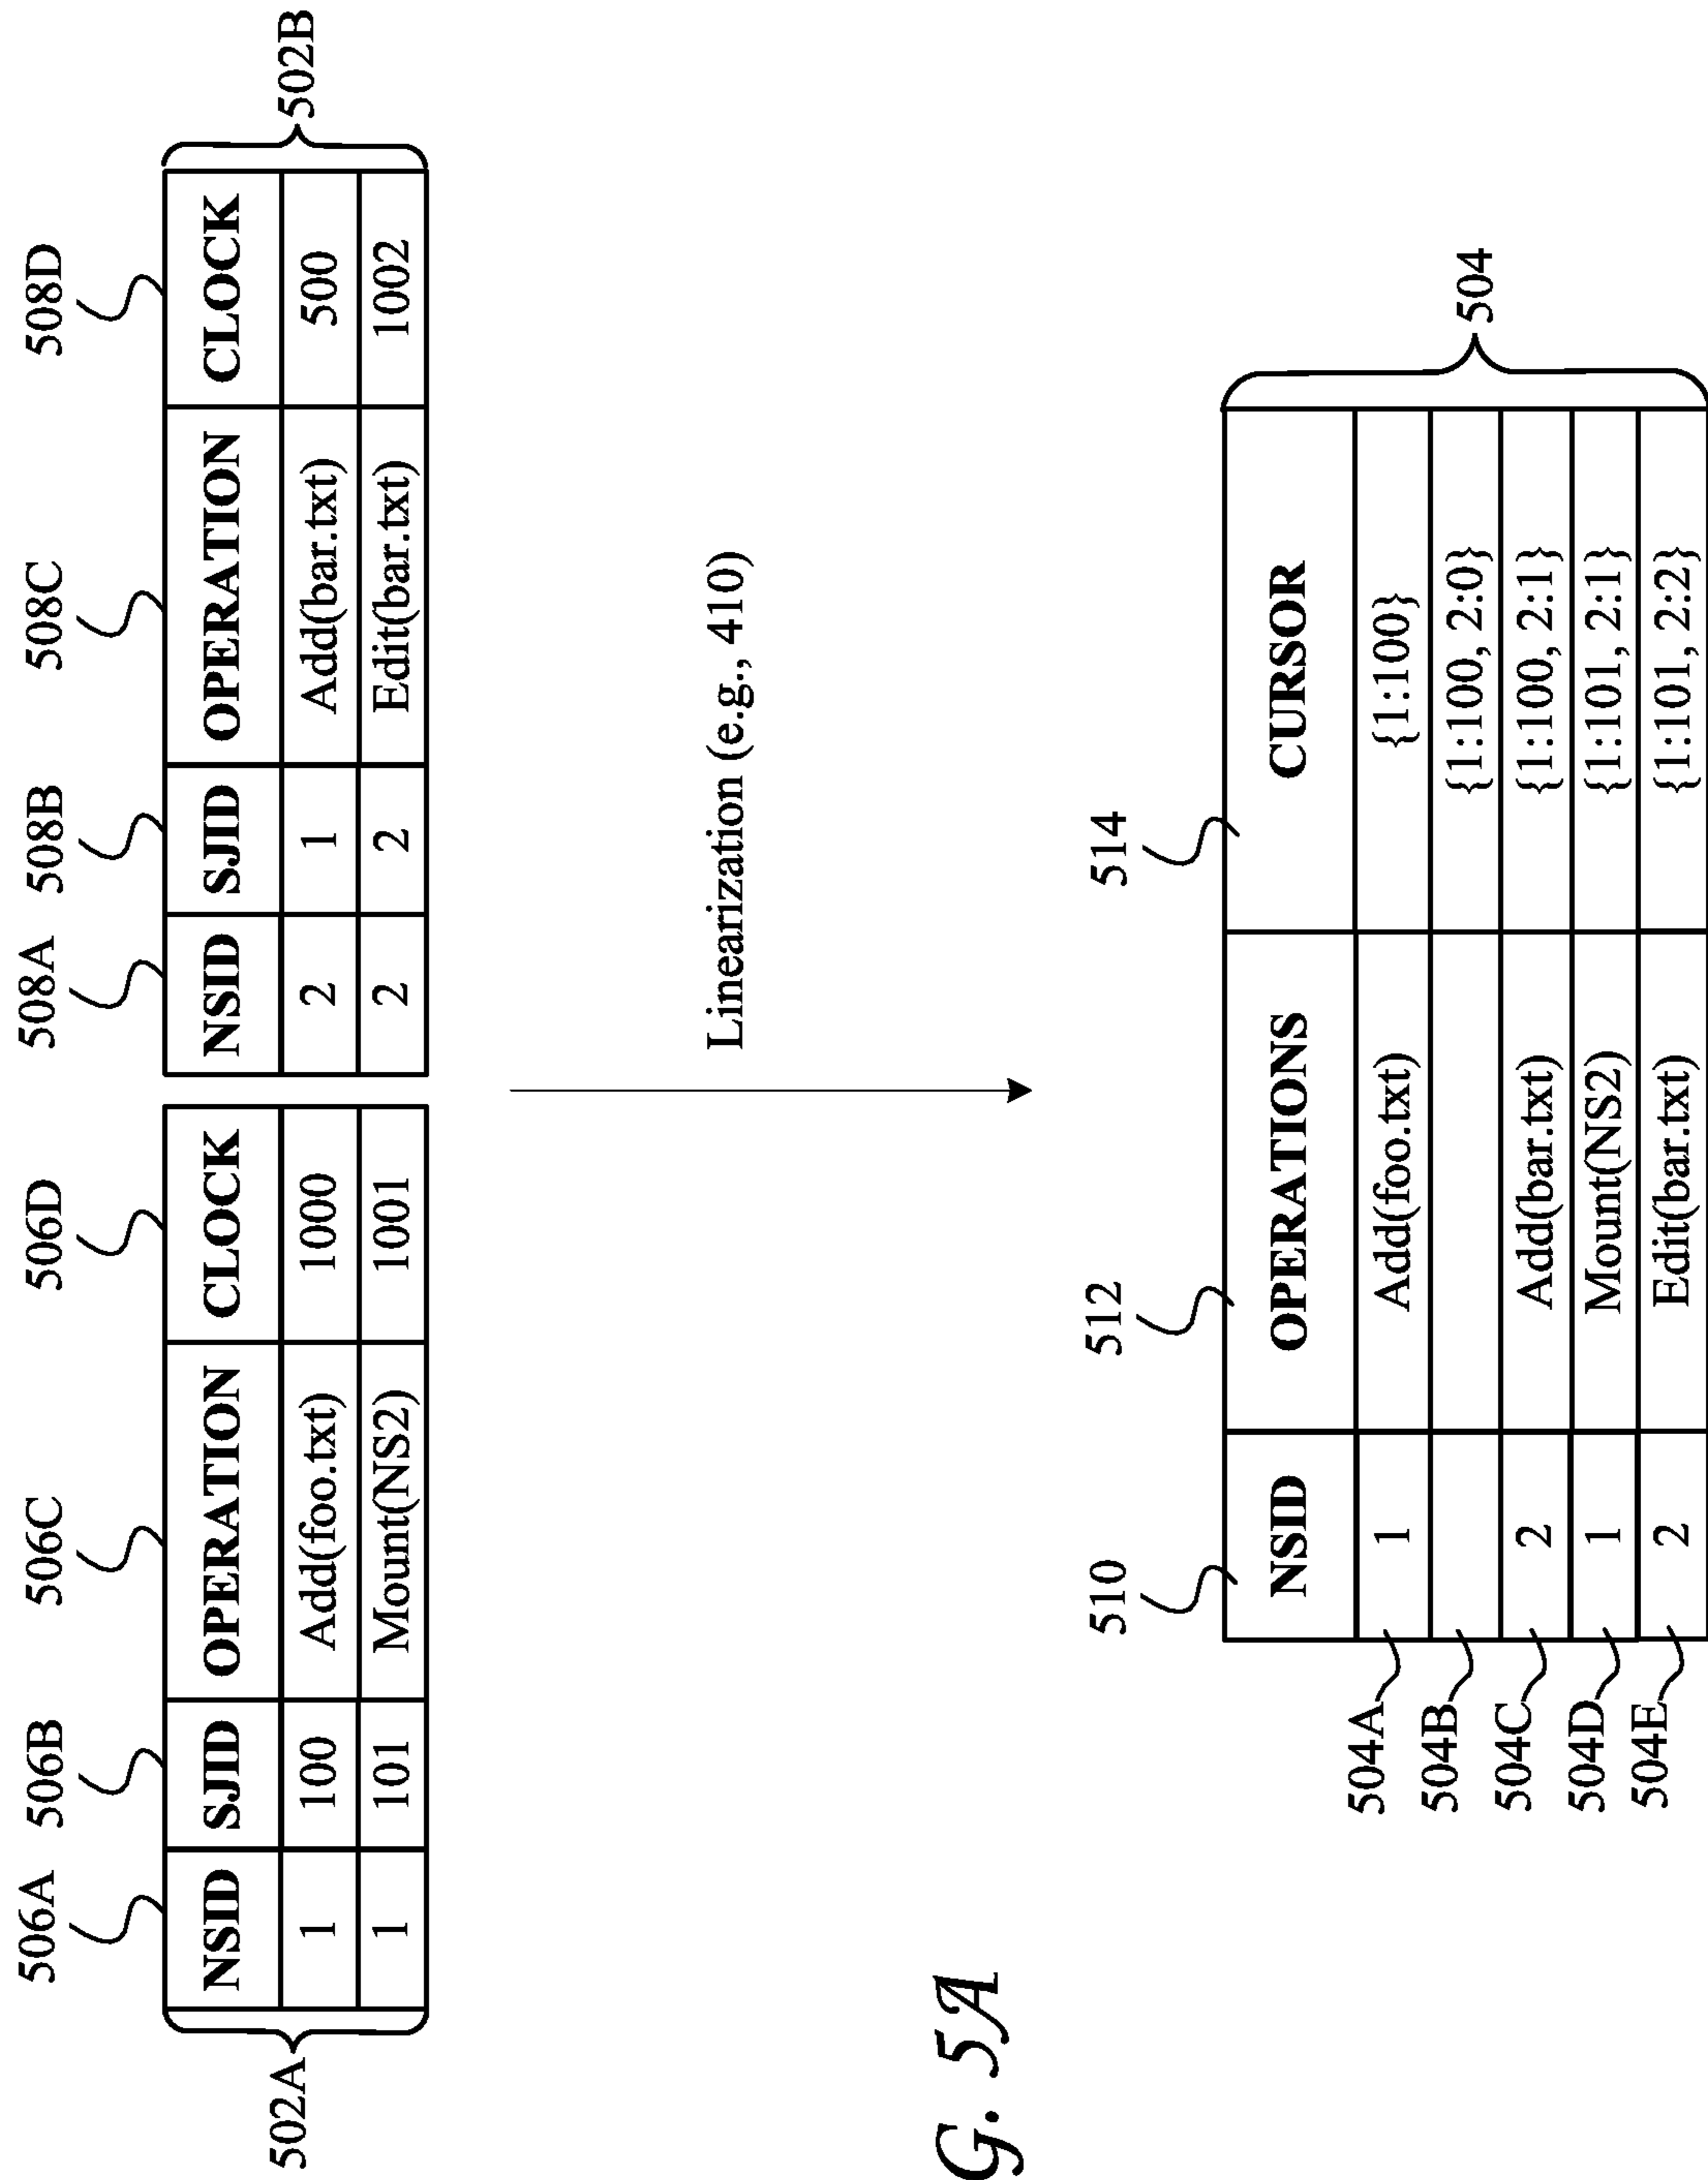 506A 506B 506C 506D 508A 508B 508C 508D
NSID SJID OPERATION CLOCK NSID SJID OPERATION CLOCK
1 100 Add(foo.txt) 1000 2 1 Add(bar.txt) 500
1 101 Mount(NS2) 1001 2 2 Edit(bar.txt) 1002
502A 502B
Linearization (e.g., 410)
510 512 514
NSID OPERATIONS CURSOR
504A 1 Add(foo.txt) {1:100}
504B {1:100, 2:0}
504C 2 Add(bar.txt) {1:100, 2:1}
504D 1 Mount(NS2) {1:101, 2:1}
504E 2 Edit(bar.txt) {1:101, 2:2}
504
G. 5A